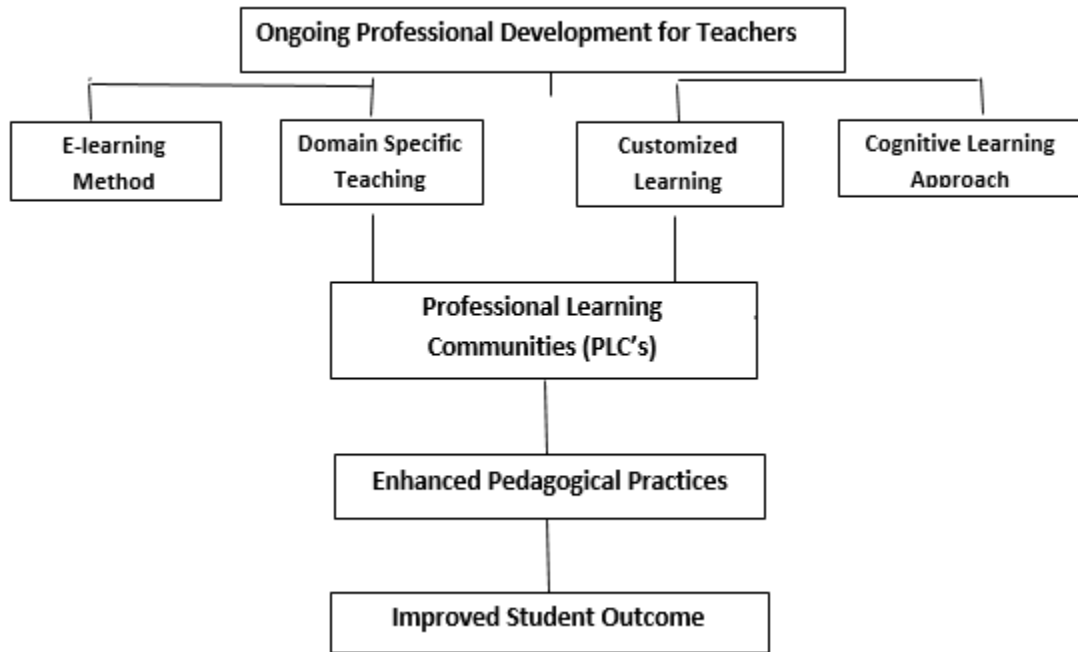 Ongoing Professional Development for Teachers
E-learning
Method
Domain Specific
Teaching
Customized
Learning
Cognitive Learning
Approach
Professional Learning
Communities (PLC's)
Enhanced Pedagogical Practices
Improved Student Outcome